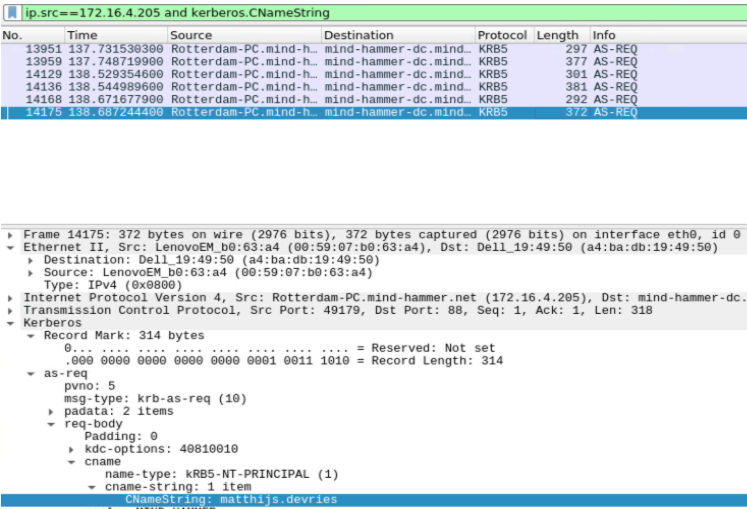 ip.src==172.16.4.205 and kerberos.CNameString
No. Time Source Destination Protocol Length Info
13951 137.731530300 Rotterdam-PC.mind-h… mind-hammer-dc.mind… KRB5 297 AS-REQ
13959 137.748719900 Rotterdam-PC.mind-h… mind-hammer-dc.mind… KRB5 377 AS-REQ
14129 138.529354600 Rotterdam-PC.mind-h… mind-hammer-dc.mind… KRB5 301 AS-REQ
14136 138.544989600 Rotterdam-PC.mind-h… mind-hammer-dc.mind… KRB5 381 AS-REQ
14168 138.671677900 Rotterdam-PC.mind-h… mind-hammer-dc.mind… KRB5 292 AS-REQ
14175 138.687244400 Rotterdam-PC.mind-h… mind-hammer-dc.mind… KRB5 372 AS-REQ
Frame 14175: 372 bytes on wire (2976 bits), 372 bytes captured (2976 bits) on interface eth0, id 0
Ethernet II, Src: LenovoEM_b0:63:a4 (00:59:07:b0:63:a4), Dst: Dell_19:49:50 (a4:ba:db:19:49:50)
Destination: Dell_19:49:50 (a4:ba:db:19:49:50)
Source: LenovoEM_b0:63:a4 (00:59:07:b0:63:a4)
Type: IPv4 (0x0800)
Internet Protocol Version 4, Src: Rotterdam-PC.mind-hammer.net (172.16.4.205), Dst: mind-hammer-dc.
Transmission Control Protocol, Src Port: 49179, Dst Port: 88, Seq: 1, Ack: 1, Len: 318
Kerberos
Record Mark: 314 bytes
0... .... .... .... .... .... .... .... = Reserved: Not set
.000 0000 0000 0000 0000 0001 0011 1010 = Record Length: 314
as-req
pvno: 5
msg-type: krb-as-req (10)
padata: 2 items
req-body
Padding: 0
kdc-options: 40810010
cname
name-type: kRB5-NT-PRINCIPAL (1)
cname-string: 1 item
CNameString: matthijs.devries